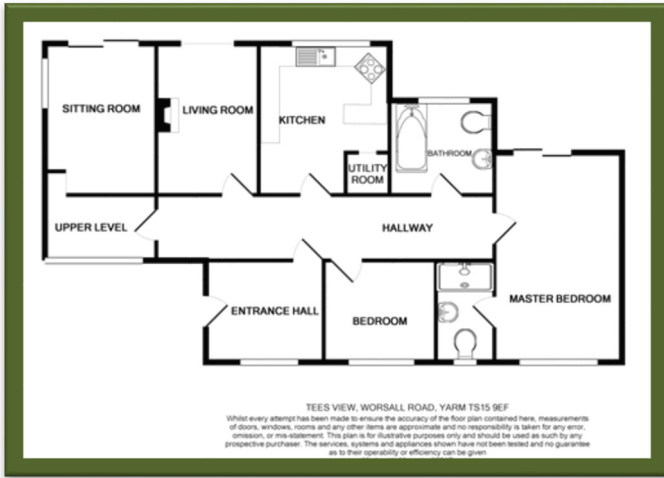 SITTING ROOM
LIVING ROOM
KITCHEN
BATHROOM
UTILITY
ROOM
UPPER LEVEL
HALLWAY
MASTER BEDROOM
ENTRANCE HALL
BEDROOM
TEES VIEW, WORSALL ROAD, YARM TS15 9EF
Whilst every attempt has been made to ensure the accuracy of the floor plan contained here, measurements
of doors, windows, rooms and any other items are approximate and no responsibility is taken for any error,
omission, or mis-statement. This plan is for illustrative purposes only and should be used as such by any
prospective purchaser. The services, systems and appliances shown have not been tested and no guarantee
as to their operability or efficiency can be given